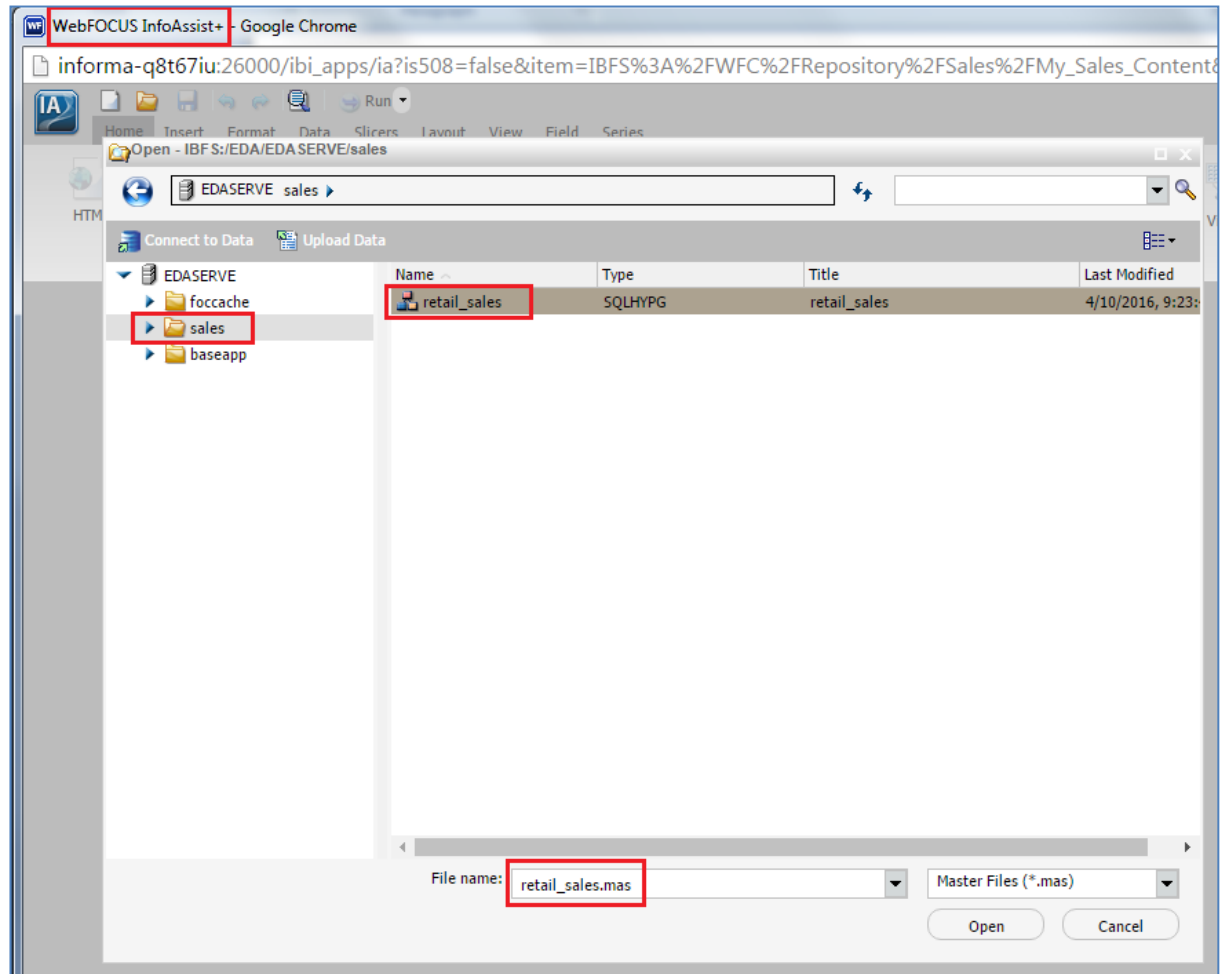 WF WebFOCUS InfoAssist+ - Google Chrome
informa-q8t67iu:26000/ibi_apps/ia?is508=false&item=IBFS%3A%2FWFC%2FRepository%2FSales%2FMy_Sales_Content&
IA Run
Home Insert Format Data Slicers Layout View Field Series
Open - IBFS:/EDA/EDASERVE/sales
EDASERVE sales
HTM
V
Connect to Data Upload Data
EDASERVE Name Type Title Last Modified
foccache retail_sales SQLHYPG retail_sales 4/10/2016, 9:23:
sales
baseapp
File name: retail_sales.mas Master Files (*.mas)
Open Cancel